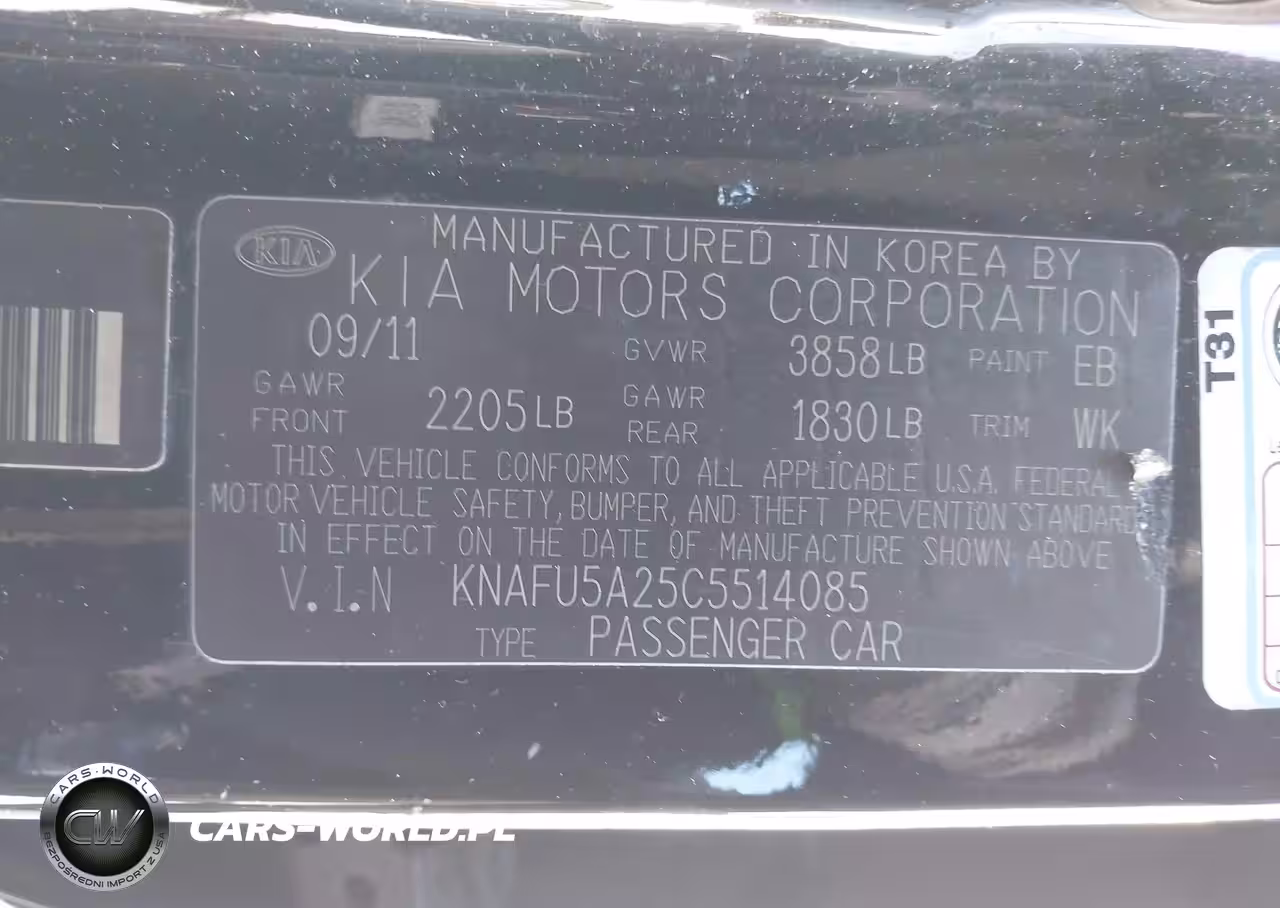 KIA
MANUFACTURED IN KOREA BY
KIA MOTORS CORPORATION
09/11 GVWR 3858LB PAINT EB
GAWR FRONT 2205LB GAWR REAR 1830LB TRIM WK
THIS VEHICLE CONFORMS TO ALL APPLICABLE U.S.A. FEDERAL
MOTOR VEHICLE SAFETY, BUMPER, AND THEFT PREVENTION STANDARD
IN EFFECT ON THE DATE OF MANUFACTURE SHOWN ABOVE
V.I.N KNAFU5A25C5514085
TYPE PASSENGER CAR
T31
CARS-WORLD
CW
BEZPOŚREDNI IMPORT Z USA
CARS-WORLD.PL